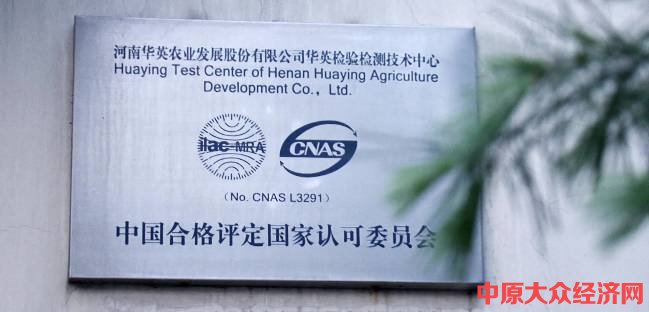 河南华英农业发展股份有限公司华英检验检测技术中心
Huaying Test Center of Henan Huaying Agriculture
Development Co., Ltd.
ilac-MRA
CNAS
(No. CNAS L3291)
中国合格评定国家认可委员会
中原大众经济网